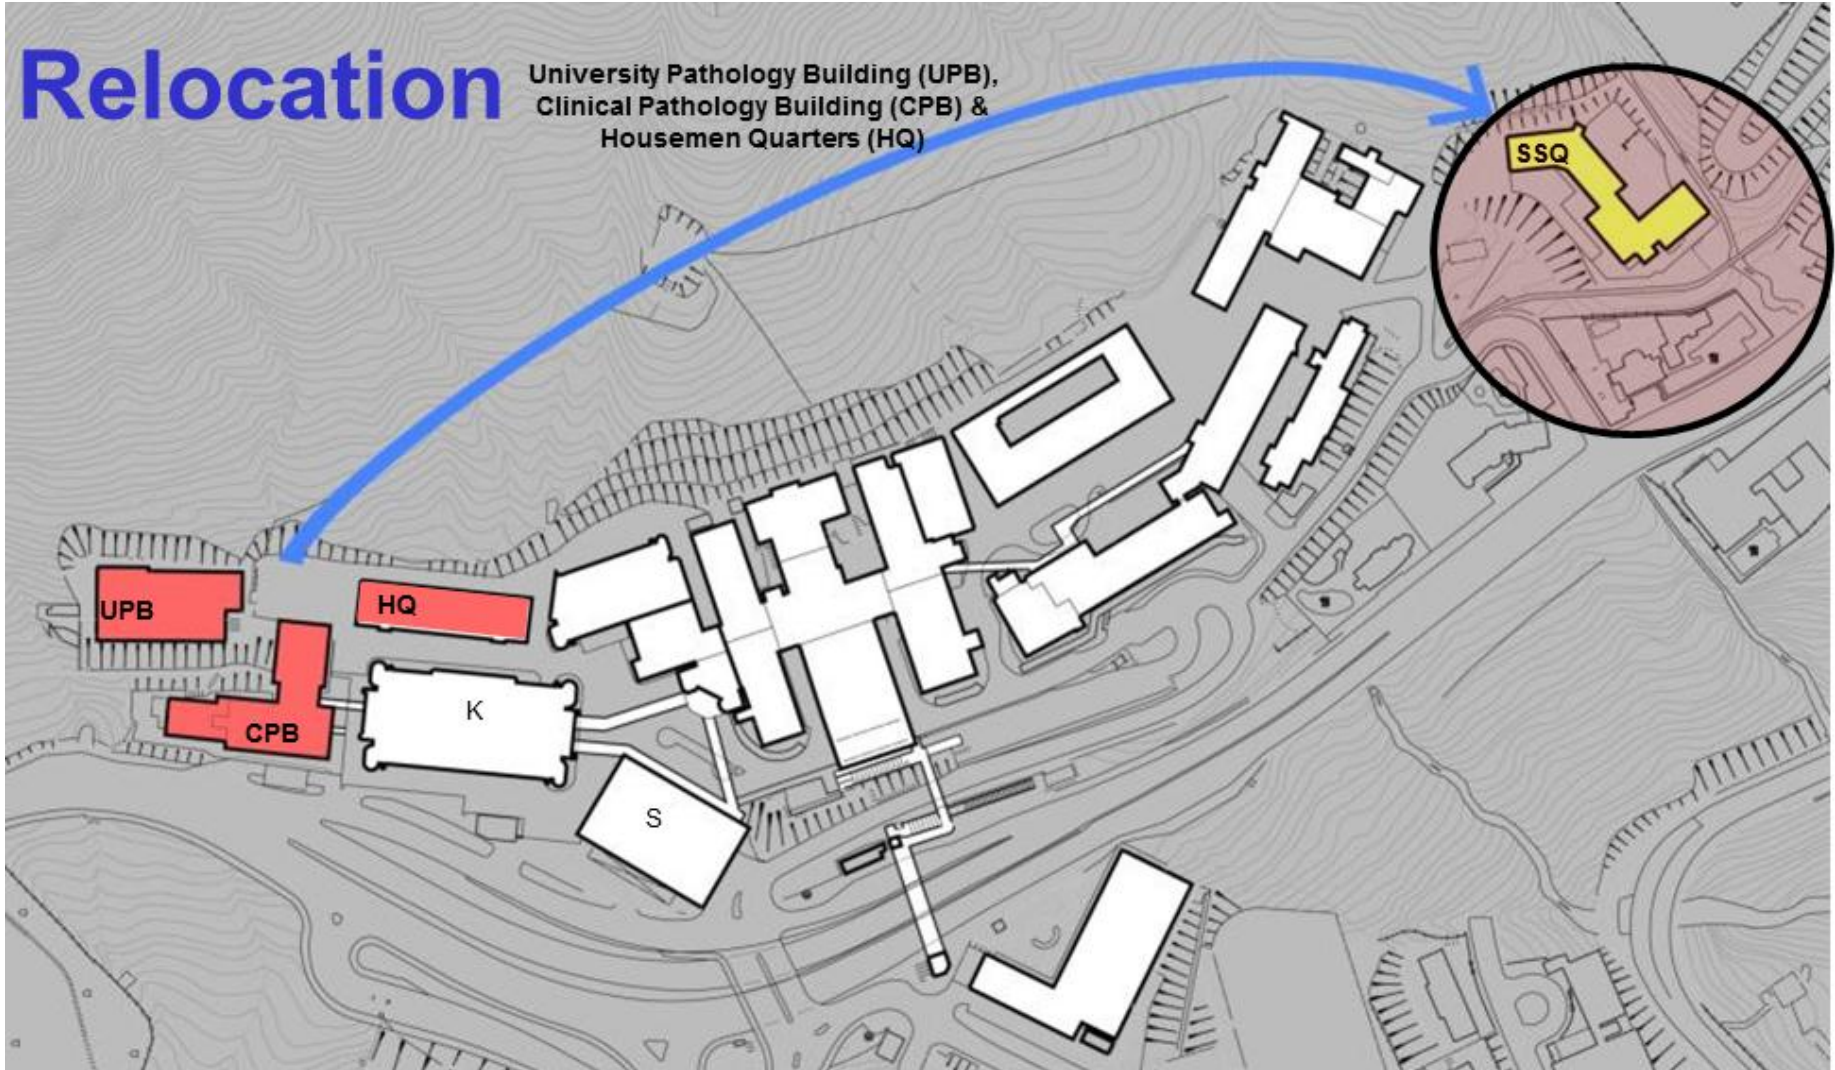 Relocation
University Pathology Building (UPB),
Clinical Pathology Building (CPB) &
Housemen Quarters (HQ)
SSQ
UPB
HQ
K
CPB
S